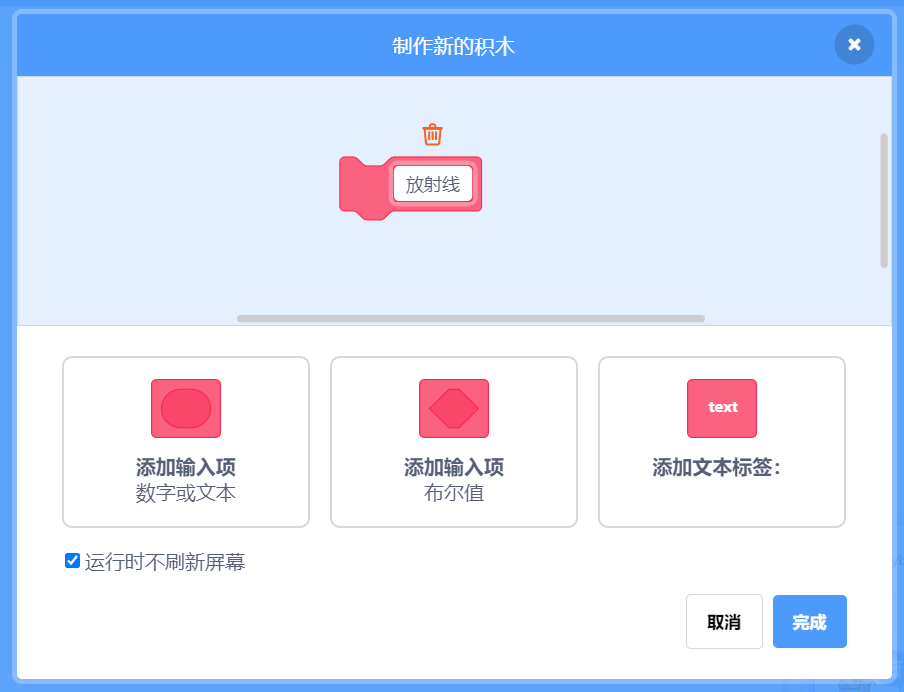 制作新的积木
放射线
text
添加输入项
数字或文本
添加输入项
布尔值
添加文本标签：
运行时不刷新屏幕
取消
完成